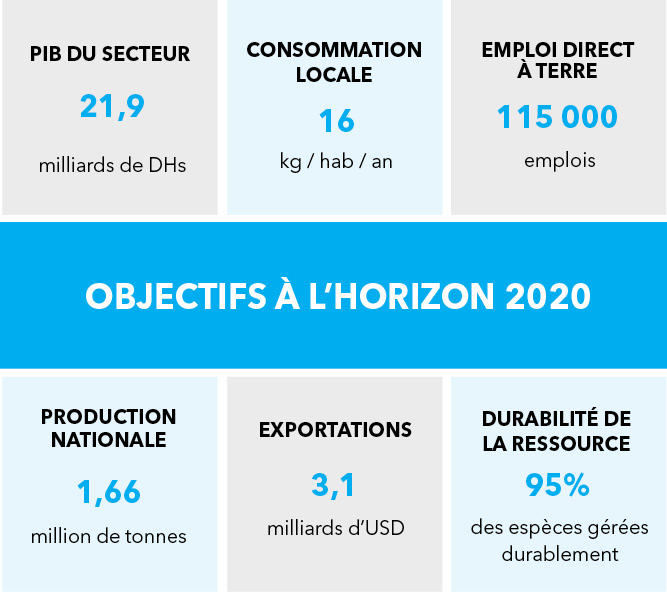 PIB DU SECTEUR
21,9
milliards de DHs
CONSOMMATION
LOCALE
16
kg / hab / an
EMPLOI DIRECT
À TERRE
115 000
emplois
OBJECTIFS À L’HORIZON 2020
PRODUCTION
NATIONALE
1,66
million de tonnes
EXPORTATIONS
3,1
milliards d’USD
DURABILITÉ DE
LA RESSOURCE
95%
des espèces gérées
durablement